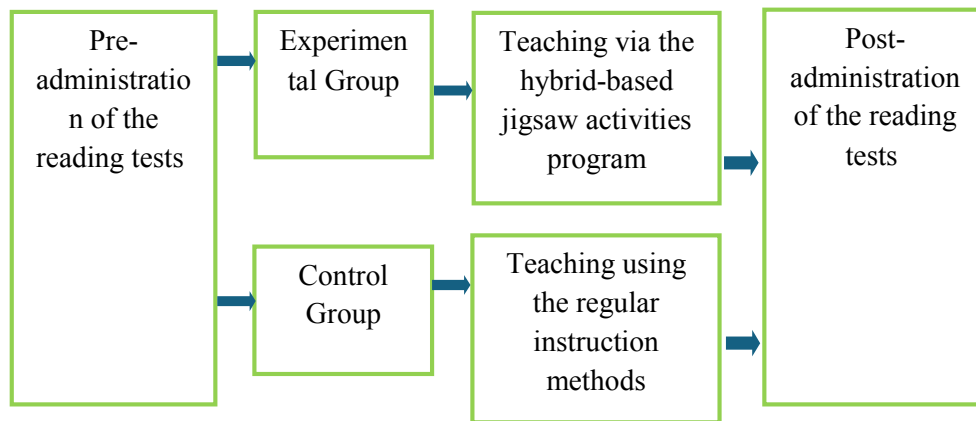 Pre-
administratio
n of the
reading tests
Experimen
tal Group
Teaching via the
hybrid-based
jigsaw activities
program
Post-
administration
of the reading
tests
Control
Group
Teaching using
the regular
instruction
methods